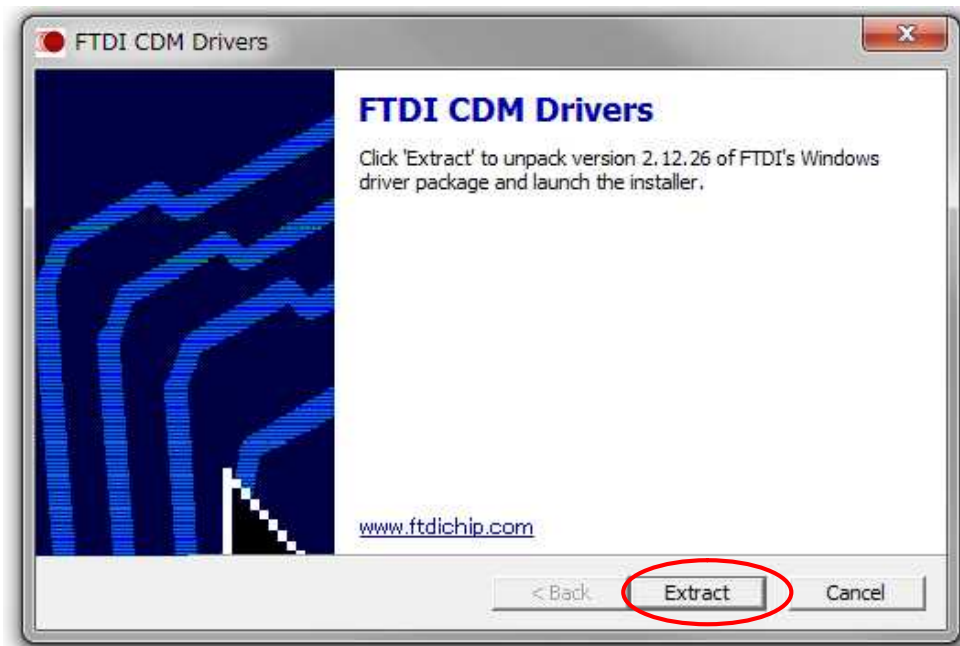 FTDI CDM Drivers
FTDI CDM Drivers
Click 'Extract' to unpack version 2.12.26 of FTDI's Windows
driver package and launch the installer.
www.ftdichip.com
< Back
Extract
Cancel